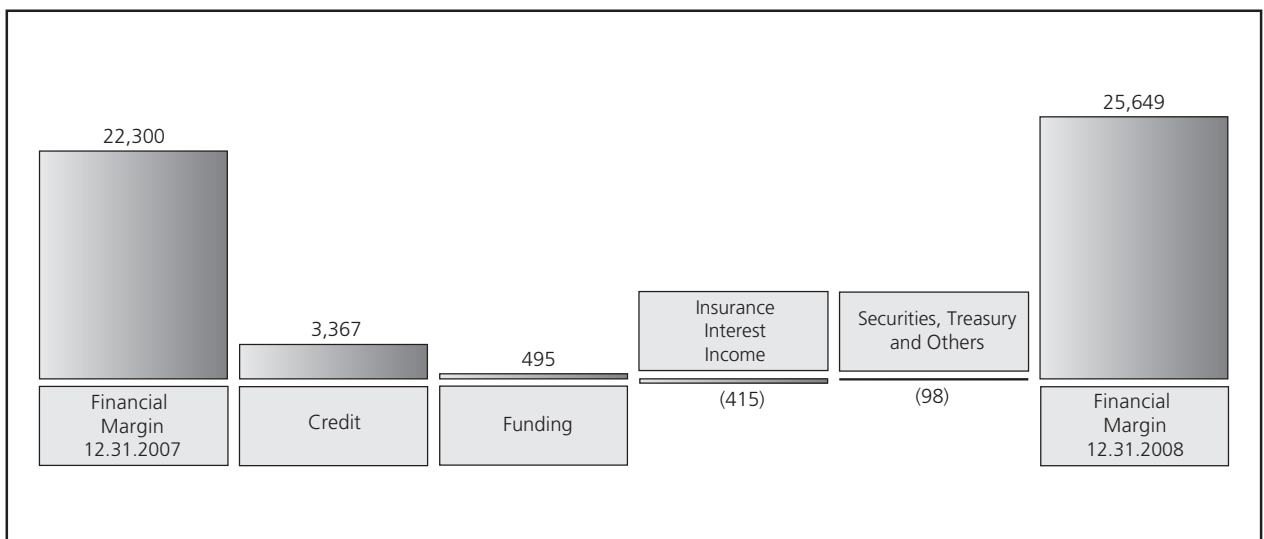 22,300
Financial
Margin
12.31.2007
3,367
Credit
495
Funding
Insurance
Interest
Income
(415)
Securities, Treasury
and Others
(98)
25,649
Financial
Margin
12.31.2008